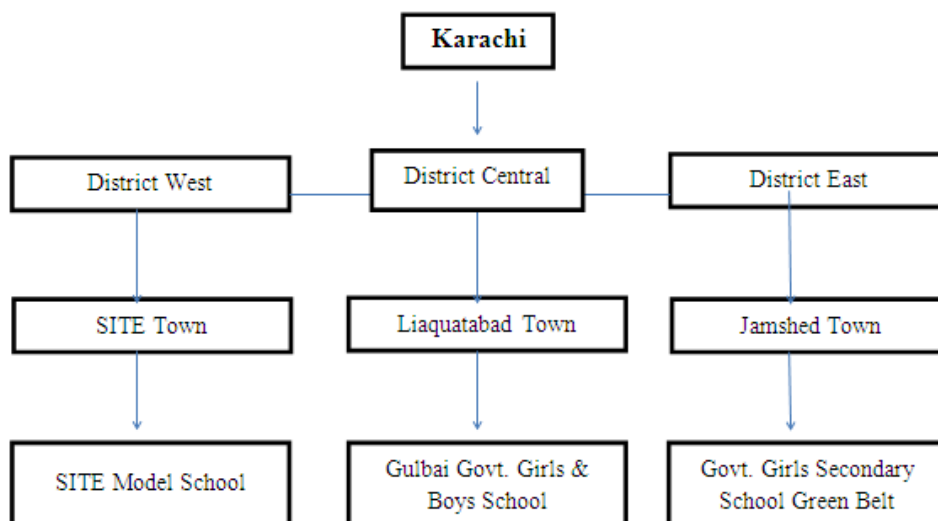 Karachi
District West
District Central
District East
SITE Town
Liaquatabad Town
Jamshed Town
SITE Model School
Gulbai Govt. Girls &
Boys School
Govt. Girls Secondary
School Green Belt